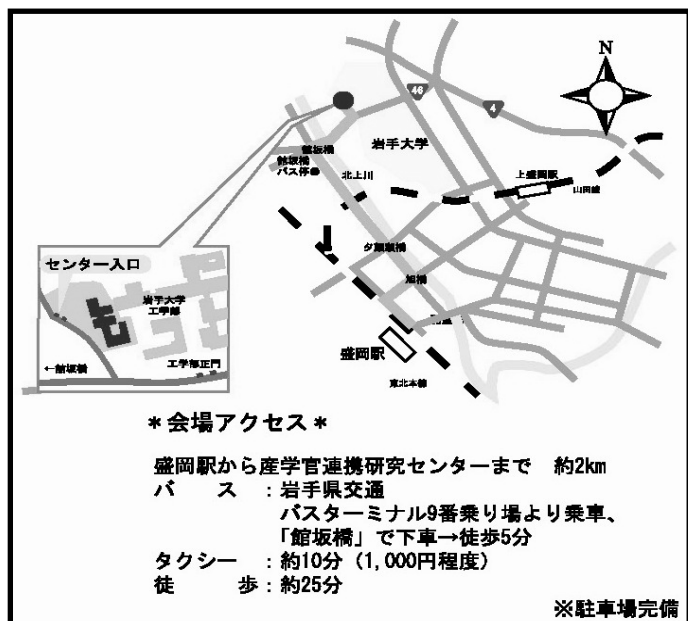 N
46
4
岩手大学
館坂橋
館坂橋
バス停
北上川
上盛岡駅
山田線
夕顔瀬橋
旭橋
盛岡駅
東北本線
センター入口
岩手大学
工学部
←館坂橋
工学部正門
＊会場アクセス＊
盛岡駅から産学官連携研究センターまで　約2km
バ　　ス　：岩手県交通
バスターミナル9番乗り場より乗車、
「館坂橋」で下車→徒歩5分
タクシー　：約10分（1,000円程度）
徒　　　歩：約25分
※駐車場完備